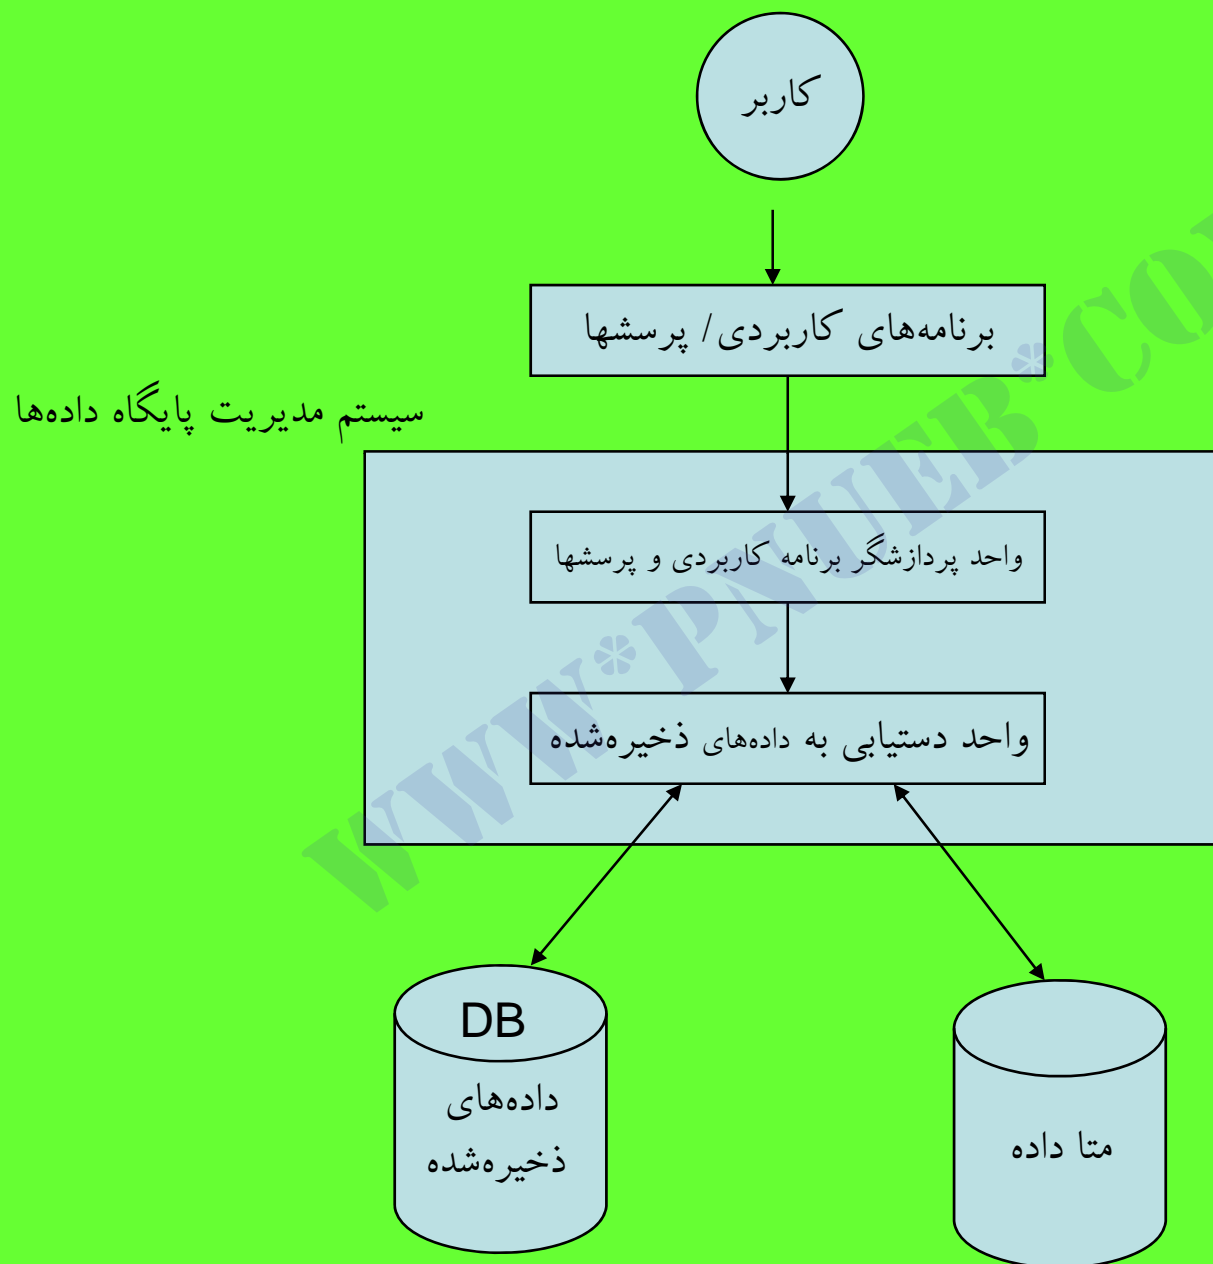 کاربر
برنامه‌های کاربردی/ پرسشها
سیستم مدیریت پایگاه داده‌ها
واحد پردازشگر برنامه کاربردی و پرسشها
واحد دستیابی به داده‌های ذخیره‌شده
DB
داده‌های
ذخیره‌شده
متا داده
WWW*PNUEB*CO